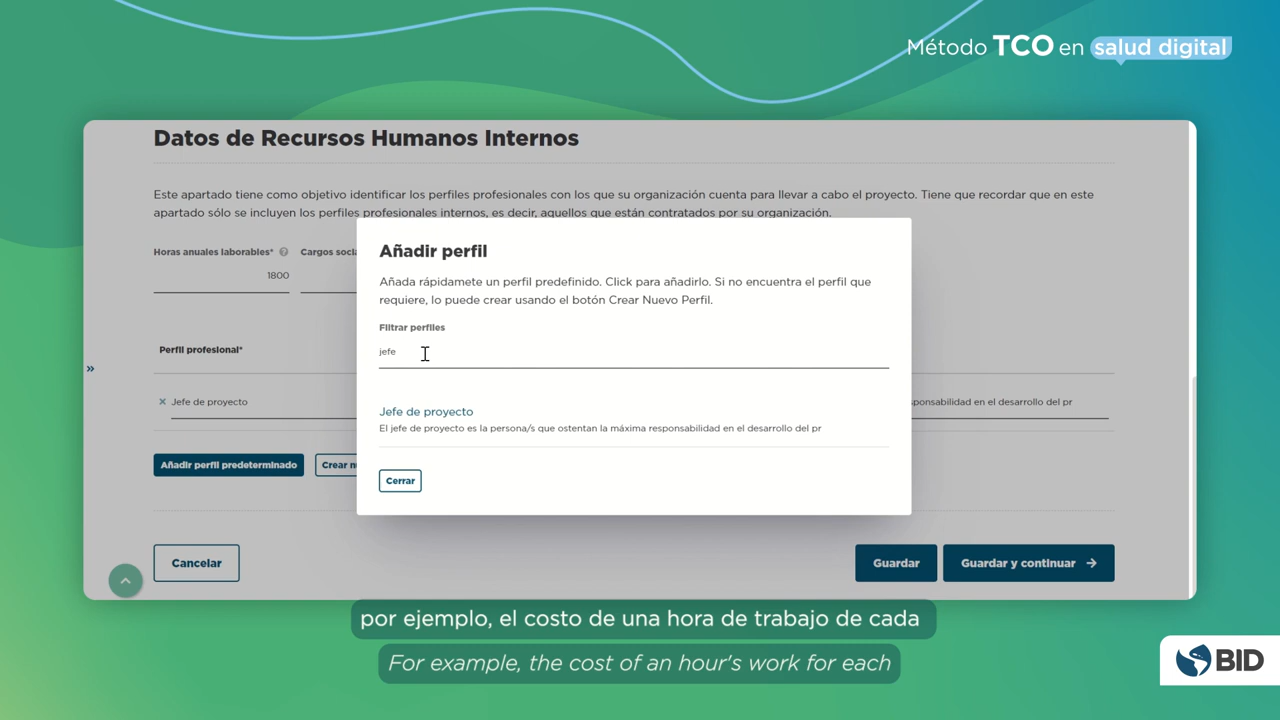 Método TCO en salud digital
Datos de Recursos Humanos Internos
Este apartado tiene como objetivo identificar los perfiles profesionales con los que su organización cuenta para llevar a cabo el proyecto. Tiene que recordar que en este
apartado sólo se incluyen los perfiles profesionales internos, es decir, aquellos que están contratados por su organización.
Horas anuales laborables* ? Cargos socia
1800
Perfil profesional*
»
× Jefe de proyecto
sponsabilidad en el desarrollo del pr
Añadir perfil predeterminado
Crear nu
Añadir perfil
Añada rápidamete un perfil predefinido. Click para añadirlo. Si no encuentra el perfil que
requiere, lo puede crear usando el botón Crear Nuevo Perfil.
Filtrar perfiles
jefe
Jefe de proyecto
El jefe de proyecto es la persona/s que ostentan la máxima responsabilidad en el desarrollo del pr
Cerrar
Cancelar
Guardar
Guardar y continuar →
por ejemplo, el costo de una hora de trabajo de cada
For example, the cost of an hour's work for each
BID